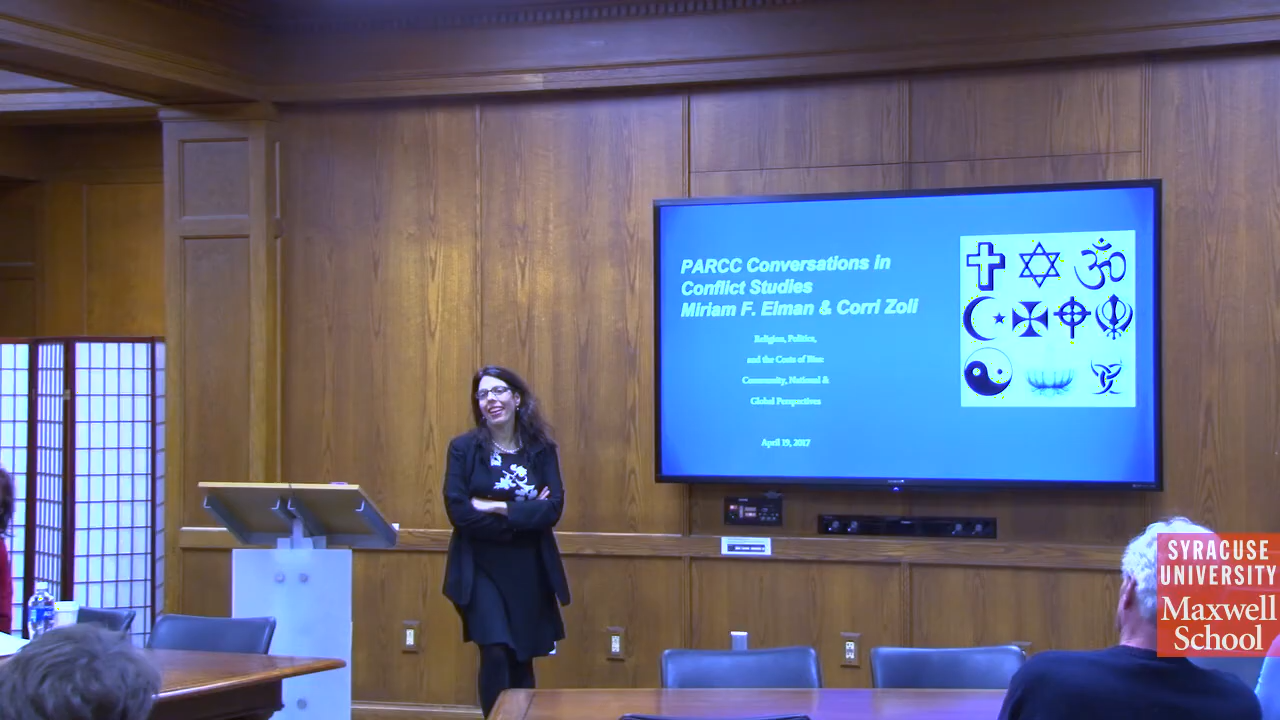 PARCC Conversations in
Conflict Studies
Miriam F. Elman & Corri Zoli
Religion, Politics,
and the Costs of Bias:
Community, National &
Global Perspectives
April 19, 2017
SYRACUSE
UNIVERSITY
Maxwell
School